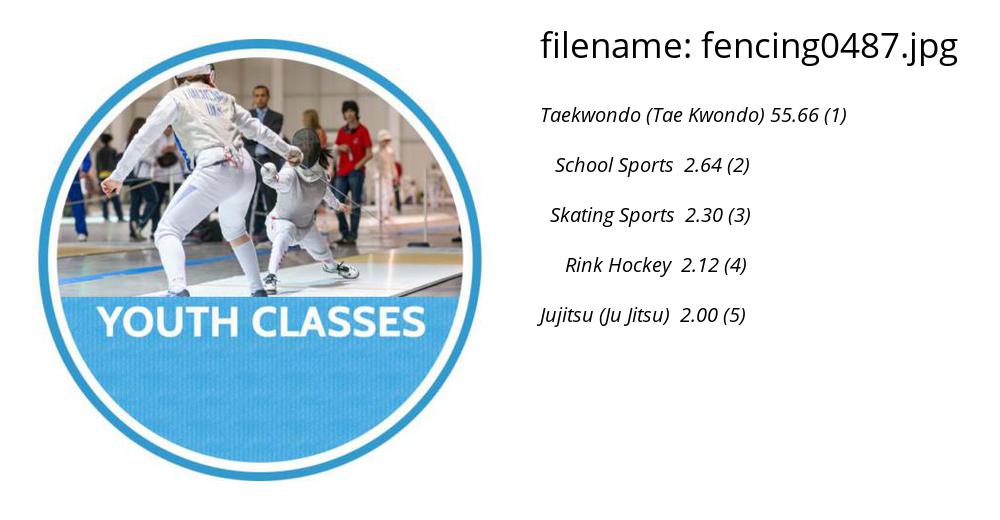 YOUTH CLASSES
filename: fencing0487.jpg
Taekwondo (Tae Kwondo) 55.66 (1)
School Sports 2.64 (2)
Skating Sports 2.30 (3)
Rink Hockey 2.12 (4)
Jujitsu (Ju Jitsu) 2.00 (5)